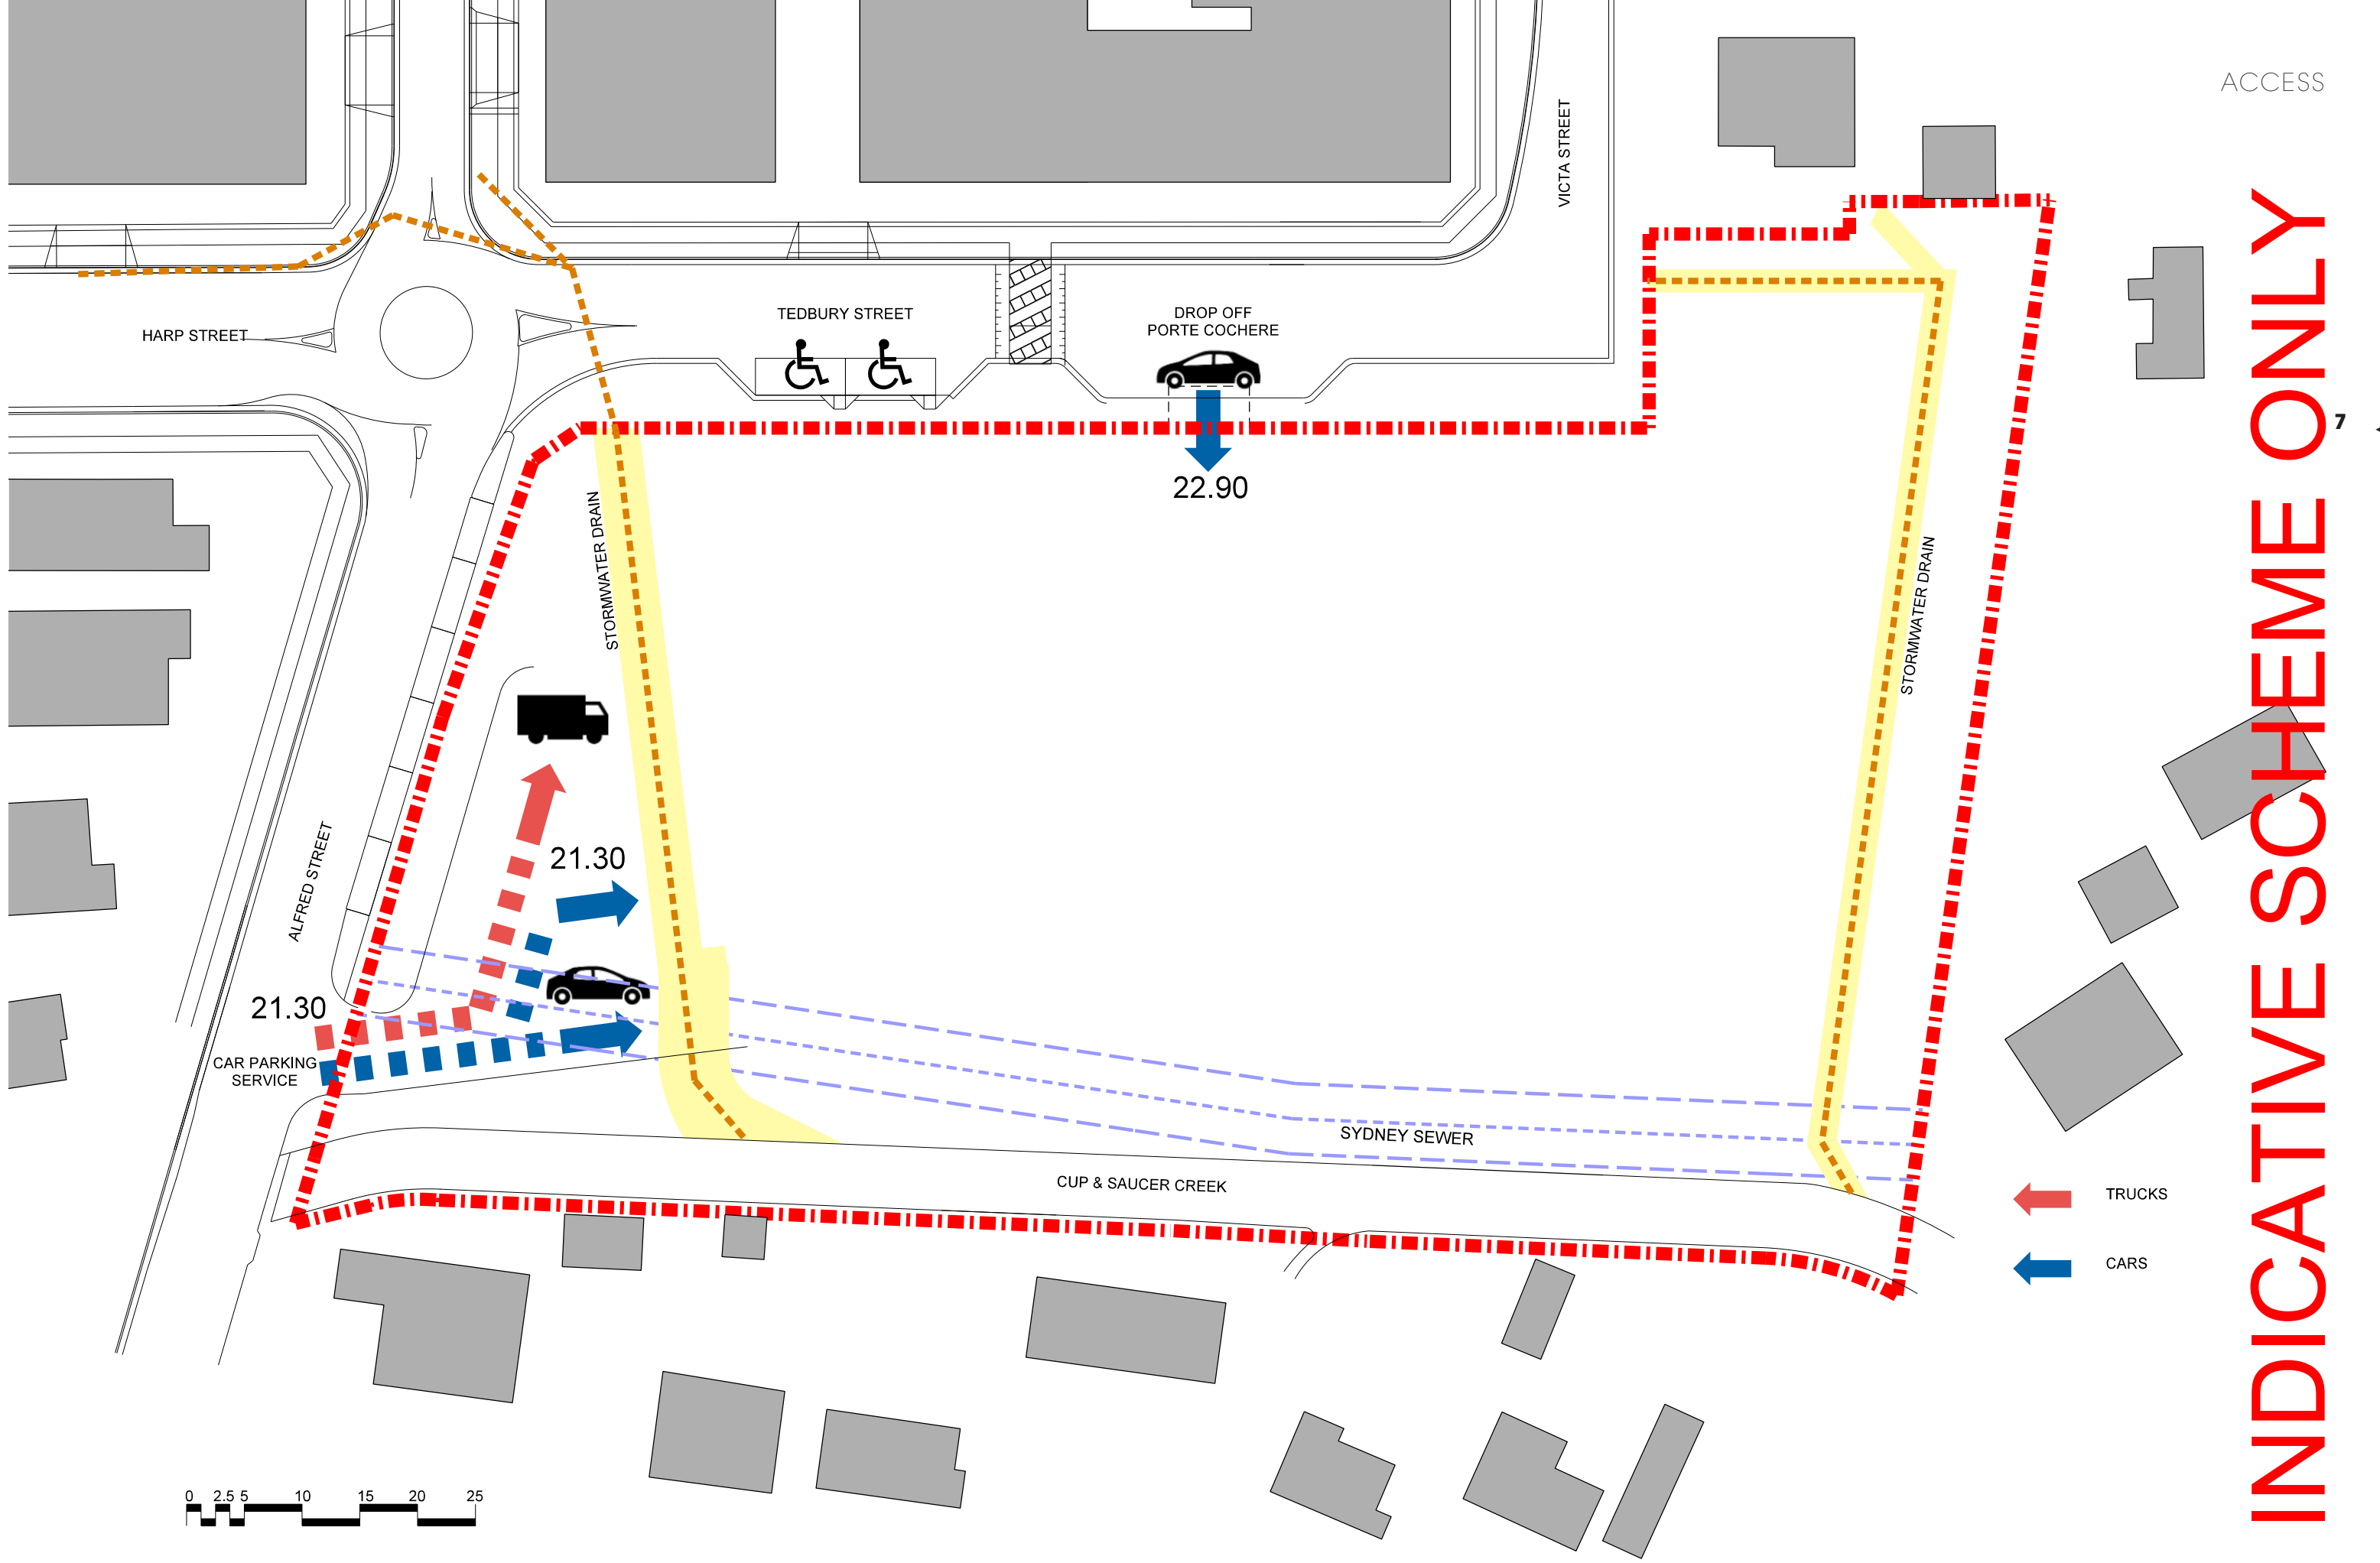 ACCESS
VICTA STREET
HARP STREET
TEDBURY STREET
DROP OFF
PORTE COCHERE
22.90
STORMWATER DRAIN
STORMWATER DRAIN
INDICATIVE SCHEME ONLY
7
21.30
ALFRED STREET
21.30
CAR PARKING
SERVICE
SYDNEY SEWER
CUP & SAUCER CREEK
TRUCKS
CARS
0 2.5 5 10 15 20 25